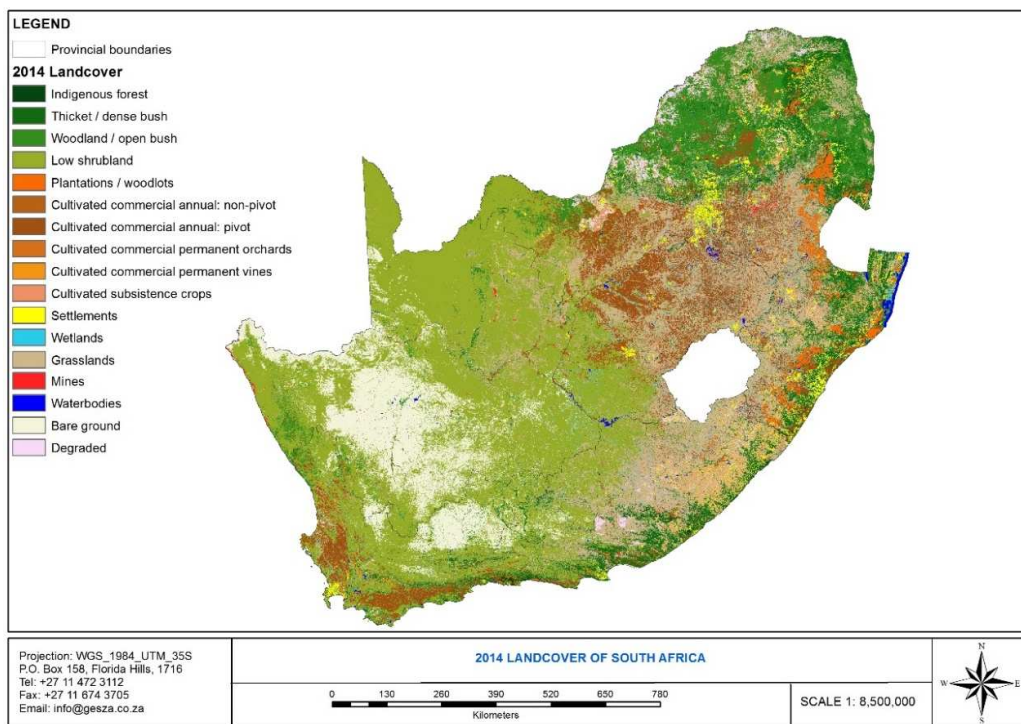 LEGEND
Provincial boundaries
2014 Landcover
Indigenous forest
Thicket / dense bush
Woodland / open bush
Low shrubland
Plantations / woodlots
Cultivated commercial annual: non-pivot
Cultivated commercial annual: pivot
Cultivated commercial permanent orchards
Cultivated commercial permanent vines
Cultivated subsistence crops
Settlements
Wetlands
Grasslands
Mines
Waterbodies
Bare ground
Degraded
Projection: WGS_1984_UTM_35S
P.O. Box 158, Florida Hills, 1716
Tel: +27 11 472 3112
Fax: +27 11 674 3705
Email: info@gesza.co.za
2014 LANDCOVER OF SOUTH AFRICA
0 130 260 390 520 650 780
Kilometers
SCALE 1: 8,500,000
N
W E
S